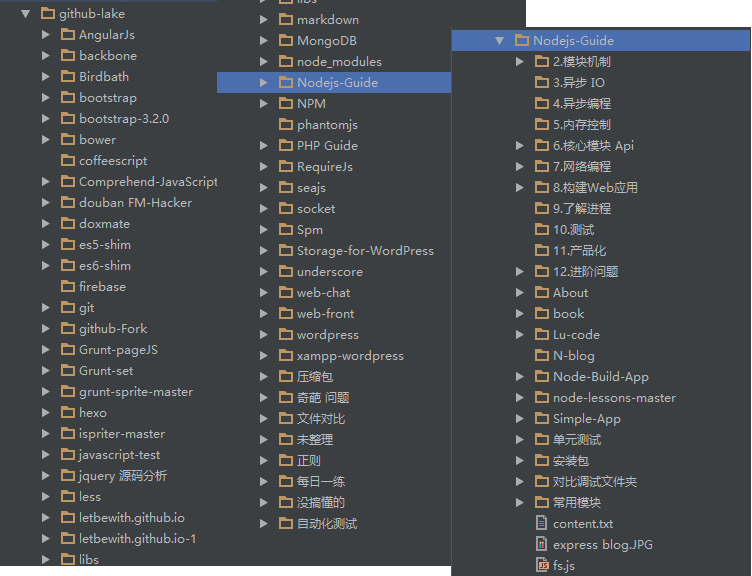 github-lake
AngularJs
backbone
Birdbath
bootstrap
bootstrap-3.2.0
bower
coffeescript
Comprehend-JavaScript
douban FM-Hacker
doxmate
es5-shim
es6-shim
firebase
git
github-Fork
Grunt-pageJS
Grunt-set
grunt-sprite-master
hexo
ispriter-master
javascript-test
jquery 源码分析
less
letbewith.github.io
letbewith.github.io-1
libs
libs
markdown
MongoDB
node_modules
Nodejs-Guide
NPM
phantomjs
PHP Guide
RequireJs
seajs
socket
Spm
Storage-for-WordPress
underscore
web-chat
web-front
wordpress
xampp-wordpress
压缩包
奇葩 问题
文件对比
未整理
正则
每日一练
没搞懂的
自动化测试
Nodejs-Guide
2.模块机制
3.异步 IO
4.异步编程
5.内存控制
6.核心模块 Api
7.网络编程
8.构建Web应用
9.了解进程
10.测试
11.产品化
12.进阶问题
About
book
Lu-code
N-blog
Node-Build-App
node-lessons-master
Simple-App
单元测试
安装包
对比调试文件夹
常用模块
content.txt
express blog.JPG
fs.js